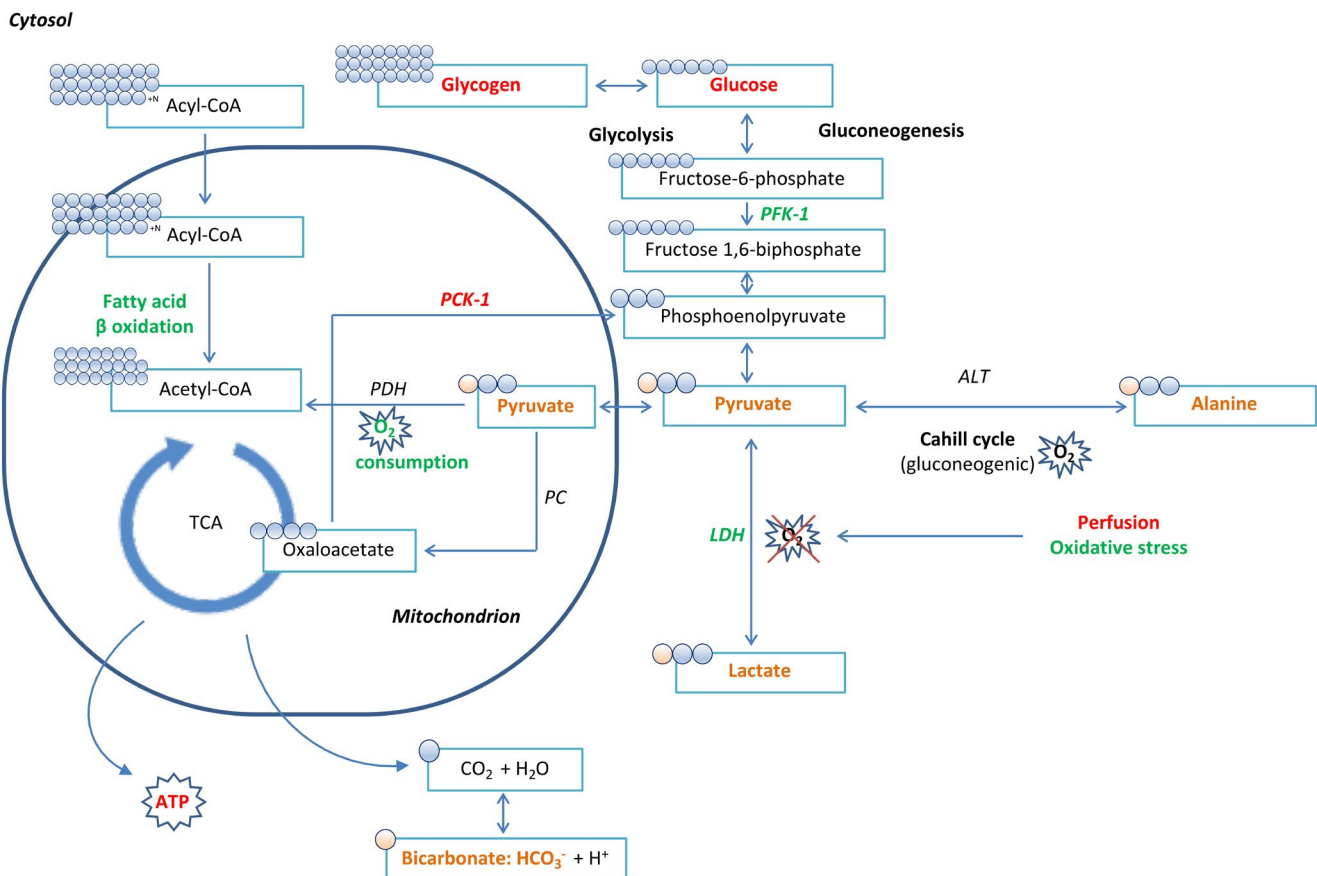 Cytosol
Glycogen
Glucose
+N
Acyl-CoA
Glycolysis
Gluconeogenesis
Fructose-6-phosphate
PFK-1
+N
Acyl-CoA
Fructose 1,6-biphosphate
Fatty acid
β oxidation
PCK-1
Phosphoenolpyruvate
Acetyl-CoA
PDH
Pyruvate
Pyruvate
ALT
Alanine
O₂
consumption
Cahill cycle
(gluconeogenic)
O₂
PC
TCA
Oxaloacetate
LDH
O₂
Perfusion
Oxidative stress
Mitochondrion
Lactate
CO₂ + H₂O
ATP
Bicarbonate: HCO₃⁻ + H⁺